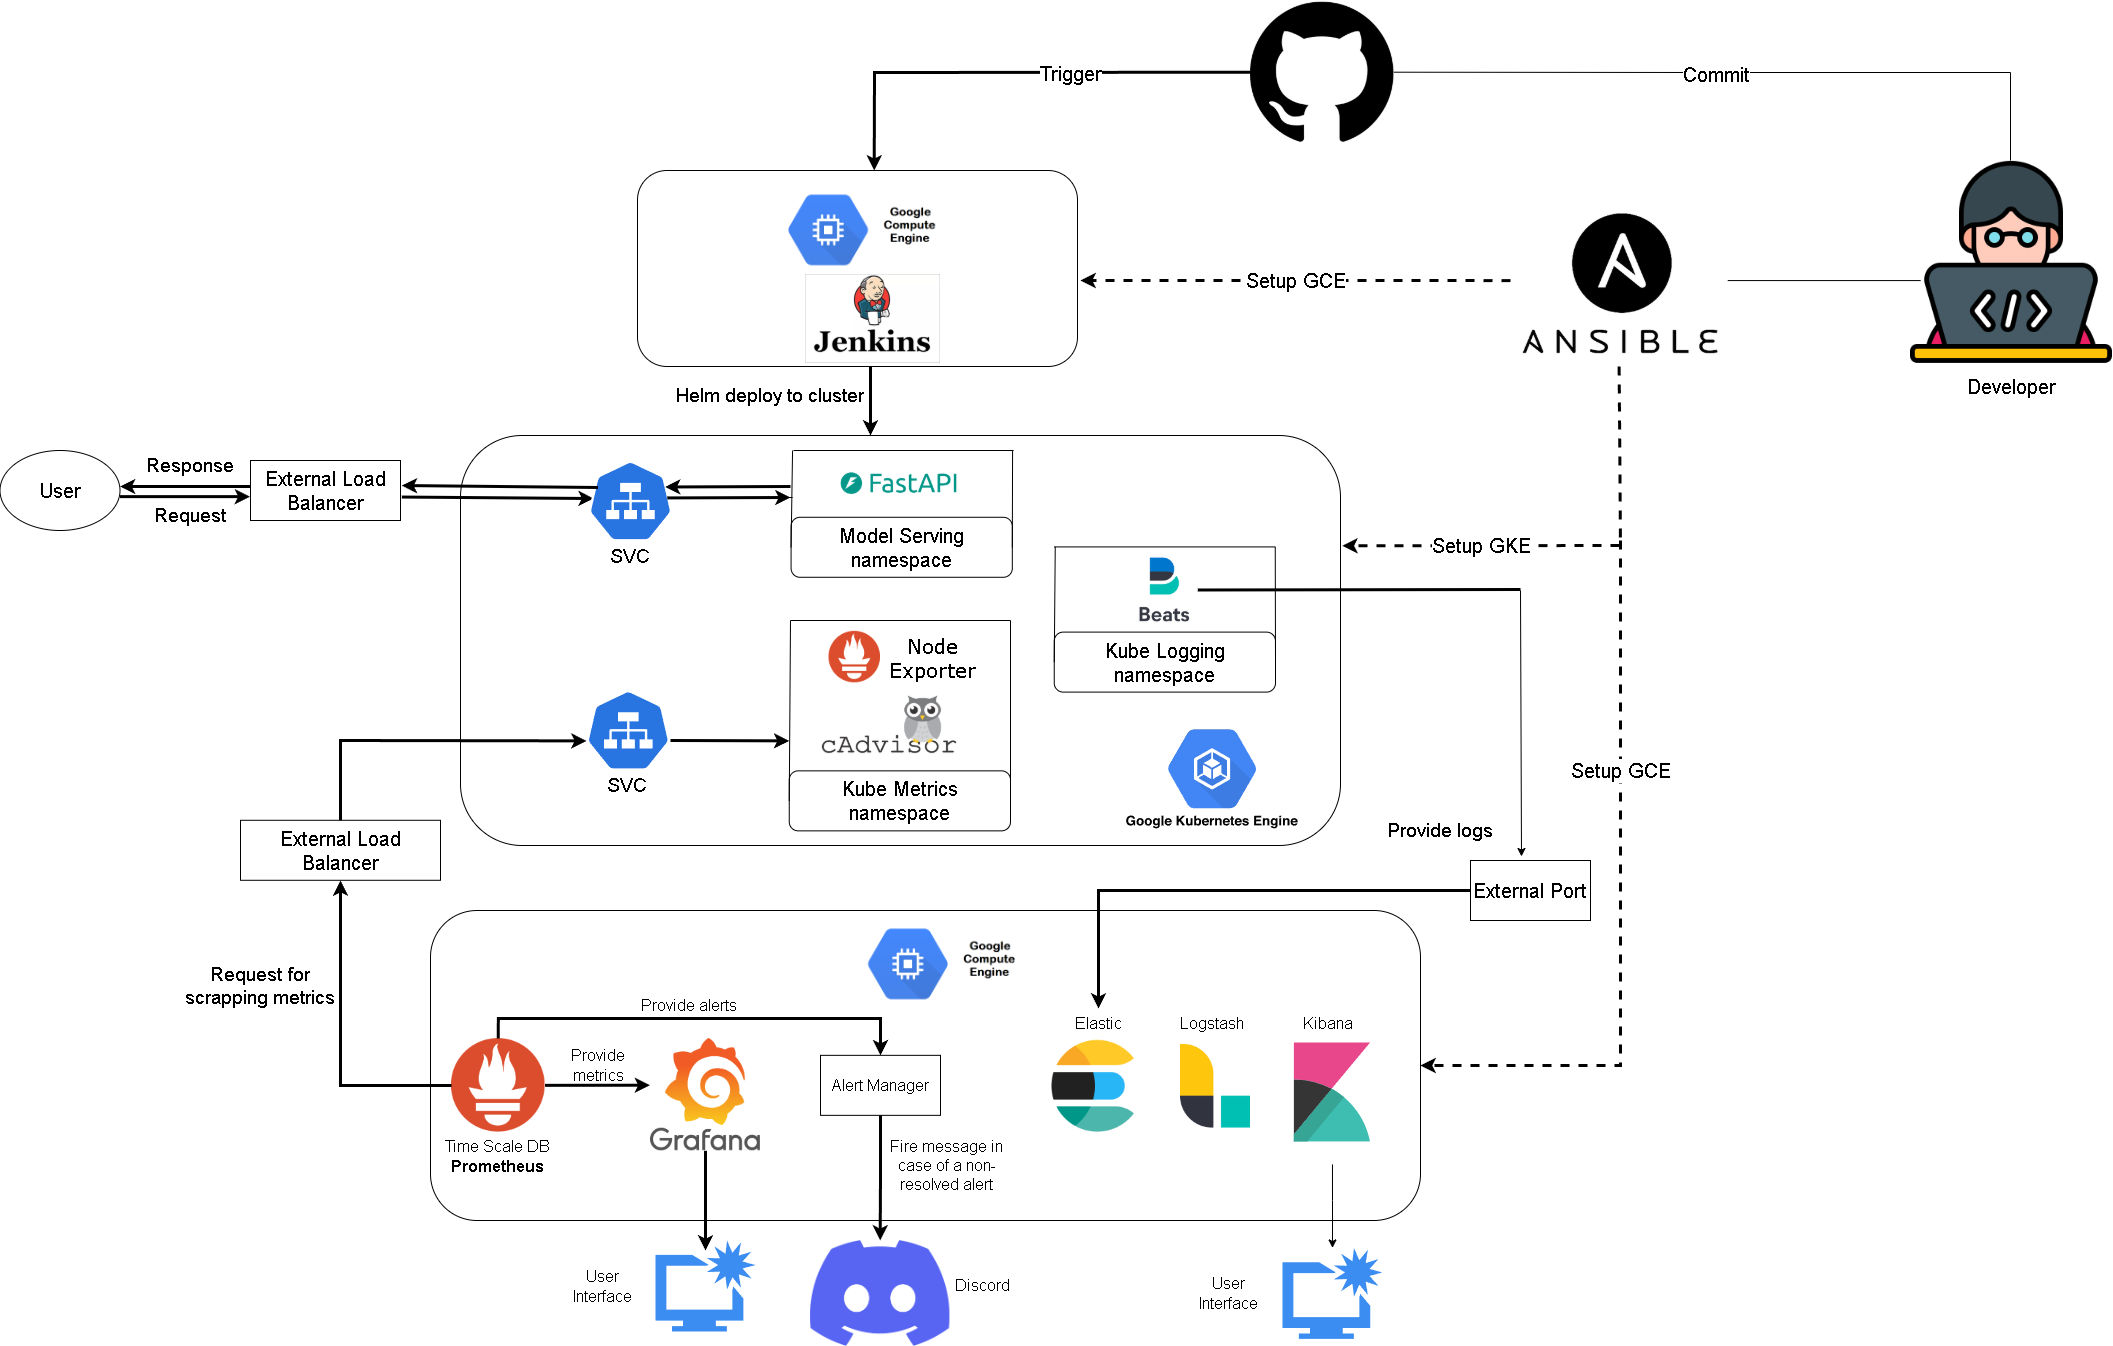 Trigger
Commit
Google
Compute
Engine
Jenkins
Setup GCE
ANSIBLE
Developer
Helm deploy to cluster
User
Response
Request
External Load
Balancer
SVC
FastAPI
Model Serving
namespace
Setup GKE
Beats
Kube Logging
namespace
Node
Exporter
cAdvisor
Kube Metrics
namespace
SVC
Google Kubernetes Engine
Setup GCE
Provide logs
External Load
Balancer
External Port
Request for
scrapping metrics
Google
Compute
Engine
Provide alerts
Elastic
Logstash
Kibana
Provide
metrics
Alert Manager
Grafana
Time Scale DB
Prometheus
Fire message in
case of a non-
resolved alert
User
Interface
Discord
User
Interface